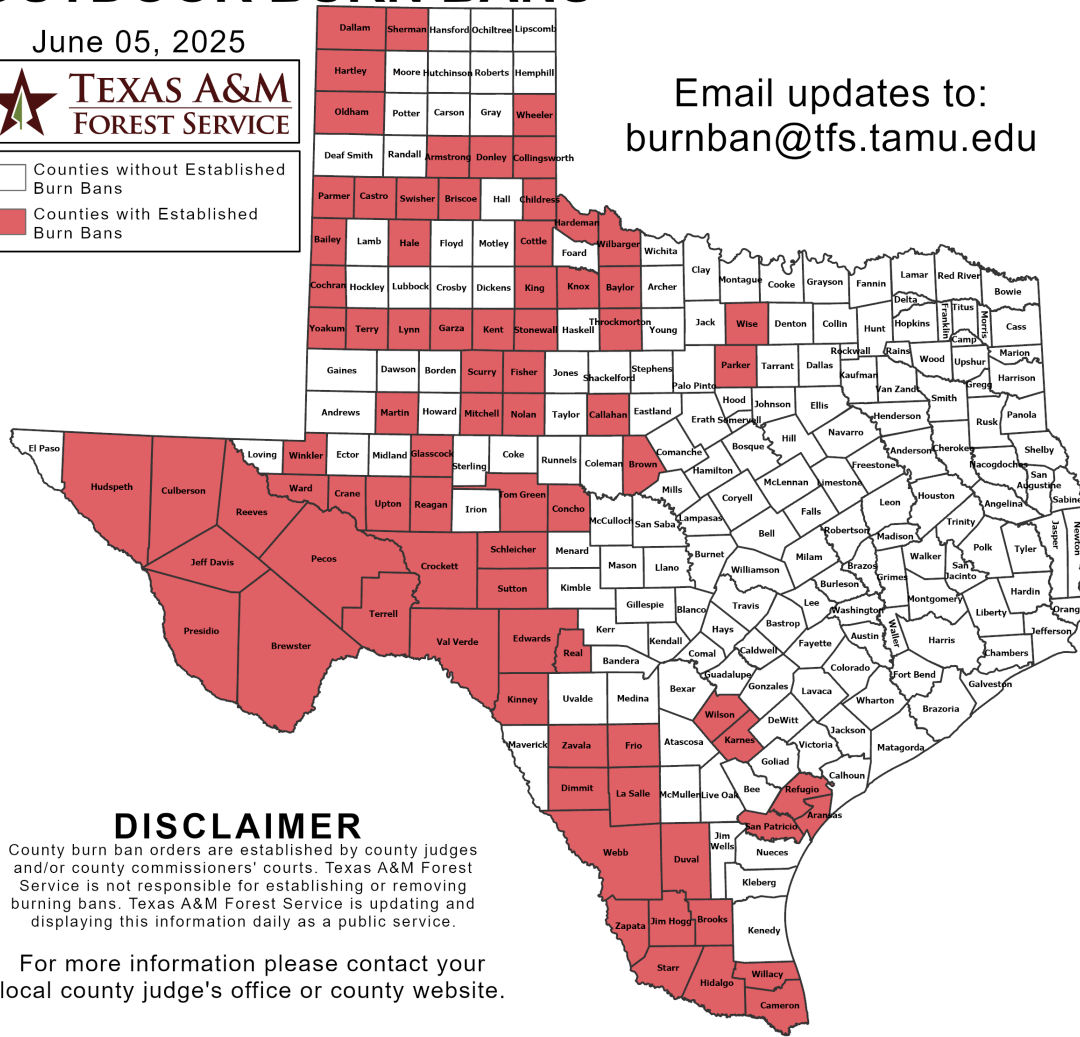 OUTDOOR BURN BANS
June 05, 2025
TEXAS A&M
FOREST SERVICE
Counties without Established
Burn Bans
Counties with Established
Burn Bans
Email updates to:
burnban@tfs.tamu.edu
Dallam Sherman Hansford Ochiltree Lipscomb
Hartley Moore Hutchinson Roberts Hemphill
Oldham Potter Carson Gray Wheeler
Deaf Smith Randall Armstrong Donley Collingsworth
Parmer Castro Swisher Briscoe Hall Childress
Hardeman
Bailey Lamb Hale Floyd Motley Cottle Foard Wilbarger Wichita
Clay Montague Cooke Grayson Fannin Lamar Red River Bowie
Cochran Hockley Lubbock Crosby Dickens King Knox Baylor Archer
Delta Franklin Titus Morris Cass
Yoakum Terry Lynn Garza Kent Stonewall Haskell Throckmorton Young Jack Wise Denton Collin Hunt Hopkins
Camp
Rockwall Rains Wood Upshur Marion
Gaines Dawson Borden Scurry Fisher Jones Shackelford Stephens Palo Pinto Parker Tarrant Dallas Kaufman Van Zandt Gregg Harrison
Smith
Andrews Martin Howard Mitchell Nolan Taylor Callahan Eastland Erath Hood Somervell Johnson Ellis Henderson Rusk Panola
El Paso Loving Winkler Ector Midland Glasscock Sterling Coke Runnels Coleman Brown Comanche Bosque Hill Navarro Anderson Cherokee Shelby
Hamilton Freestone Nacogdoches
San
Augustine
Sabine
Hudspeth Culberson Reeves Ward Crane Upton Reagan Irion Tom Green Concho Mills Coryell McLennan Limestone Leon Houston Angelina
McCulloch San Saba Lampasas Bell Falls Robertson Madison Trinity Jasper Newton
Jeff Davis Pecos Crockett Schleicher Menard Mason Llano Burnet Williamson Milam Brazos Grimes Walker San
Jacinto
Polk Tyler
Terrell Sutton Kimble Gillespie Blanco Travis Lee Burleson Washington Montgomery Liberty Hardin Orange
Presidio Brewster Val Verde Edwards Real Kerr Kendall Hays Bastrop Fayette Austin Waller Harris Jefferson
Bandera Comal Caldwell Chambers
Kinney Uvalde Medina Bexar Guadalupe Gonzales Lavaca Colorado Fort Bend Galveston
Wilson Wharton Brazoria
Maverick Zavala Frio Atascosa Karnes DeWitt Jackson Matagorda
Victoria
Goliad Calhoun
Dimmit La Salle McMullen Live Oak Bee Refugio
Aransas
San Patricio
Webb Duval Jim
Wells
Nueces
Kleberg
Zapata Jim Hogg Brooks Kenedy
Starr Hidalgo Willacy
Cameron
DISCLAIMER
County burn ban orders are established by county judges
and/or county commissioners' courts. Texas A&M Forest
Service is not responsible for establishing or removing
burning bans. Texas A&M Forest Service is updating and
displaying this information daily as a public service.
For more information please contact your
local county judge's office or county website.